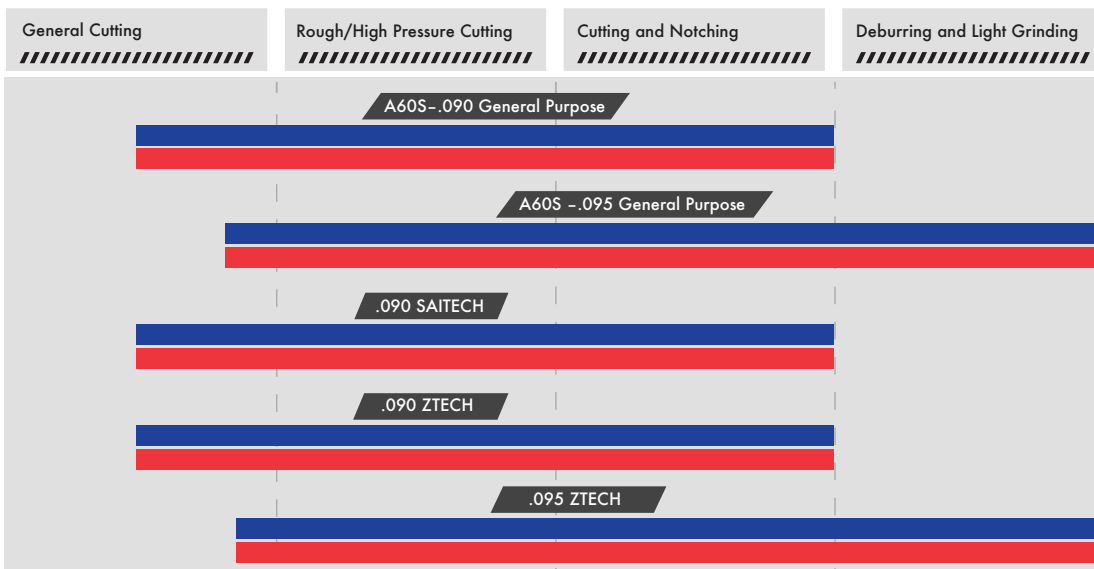 General Cutting
Rough/High Pressure Cutting
Cutting and Notching
Deburring and Light Grinding
A60S–.090 General Purpose
A60S –.095 General Purpose
.090 SAITECH
.090 ZTECH
.095 ZTECH